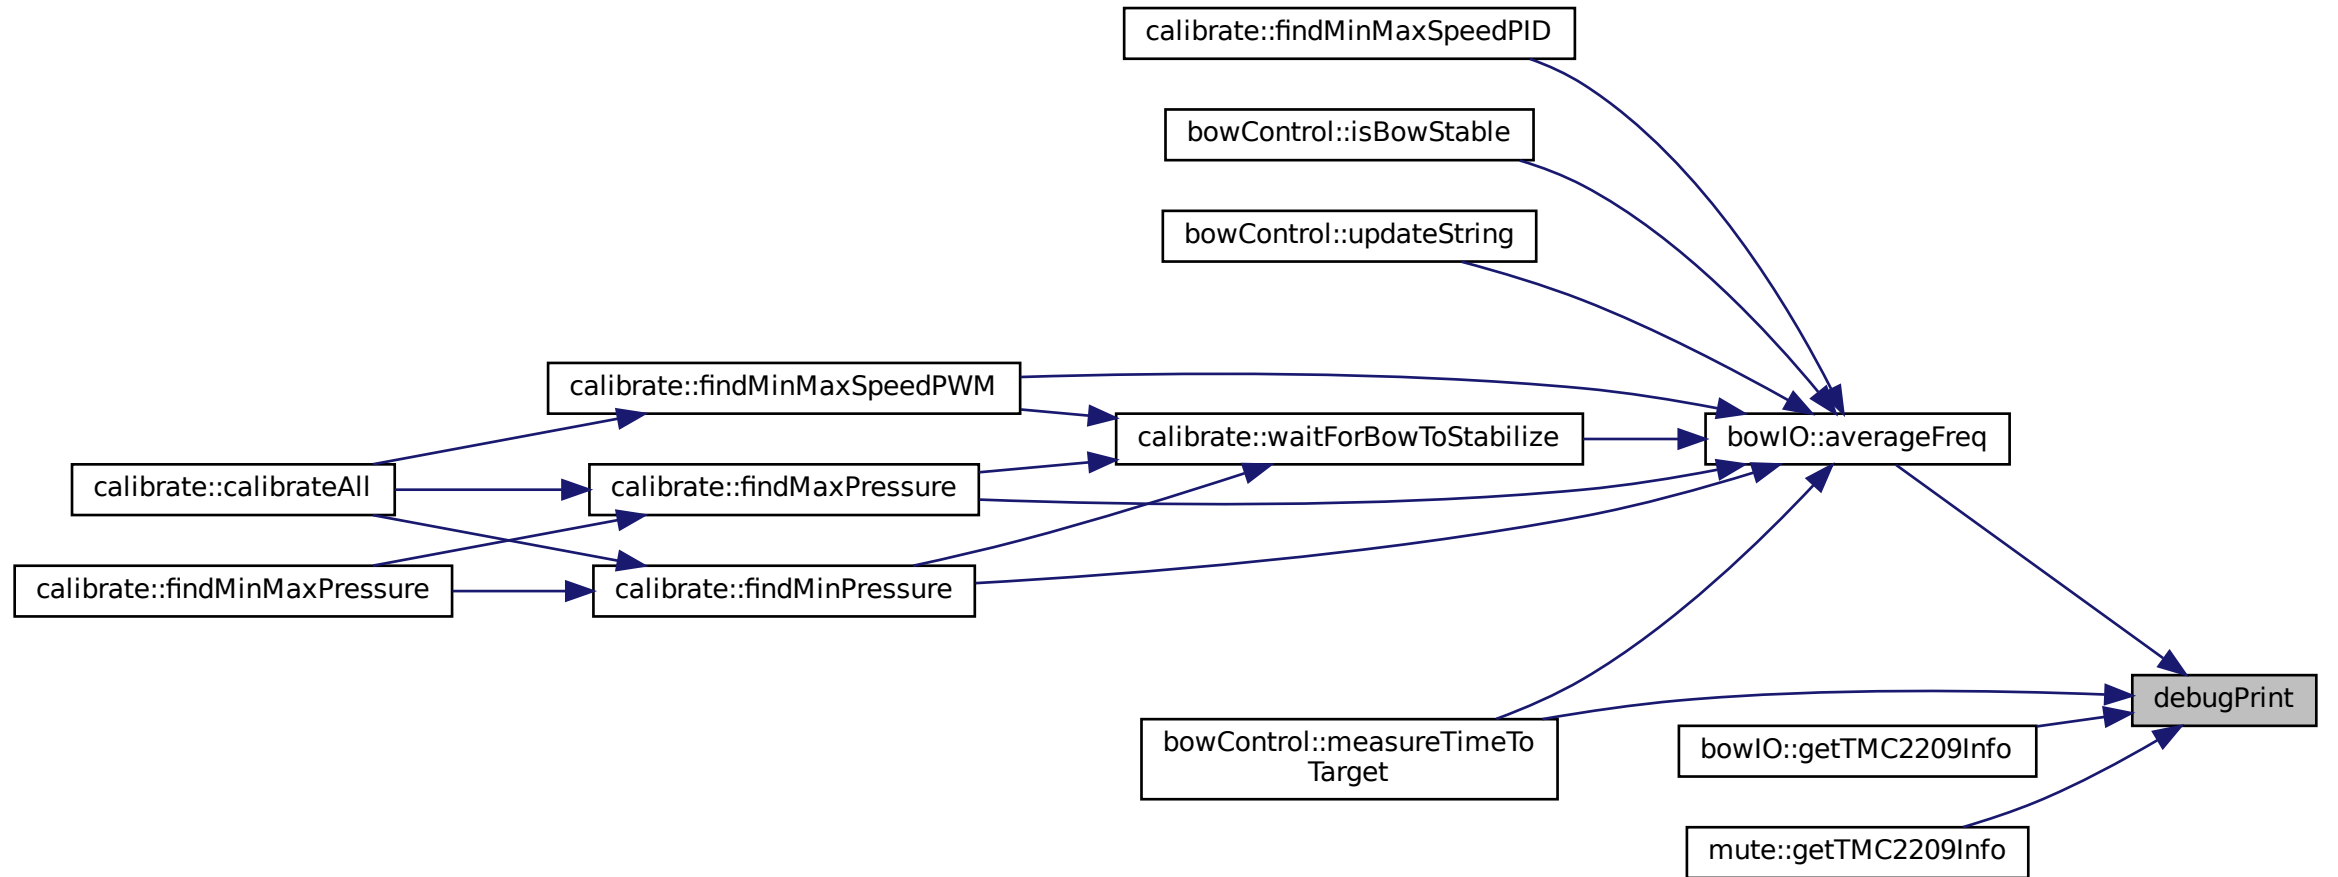 calibrate::findMinMaxSpeedPID
bowControl::isBowStable
bowControl::updateString
calibrate::findMinMaxSpeedPWM
calibrate::waitForBowToStabilize
bowIO::averageFreq
calibrate::calibrateAll
calibrate::findMaxPressure
calibrate::findMinMaxPressure
calibrate::findMinPressure
debugPrint
bowControl::measureTimeTo
Target
bowIO::getTMC2209Info
mute::getTMC2209Info